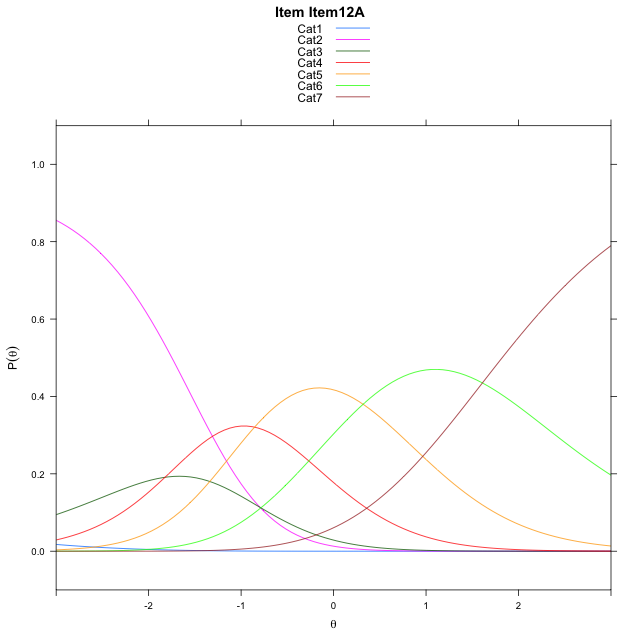 Item Item12A
Cat1
Cat2
Cat3
Cat4
Cat5
Cat6
Cat7
1.0
0.8
0.6
0.4
0.2
0.0
P(θ)
-2 -1 0 1 2
θ